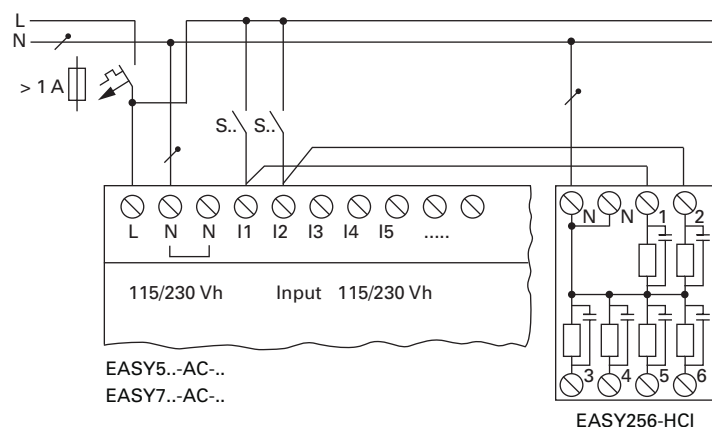 L
N
> 1 A
S.. S..
L N N I1 I2 I3 I4 I5 .....
N N 1 2
115/230 Vh Input 115/230 Vh
3 4 5 6
EASY5..-AC-..
EASY7..-AC-..
EASY256-HCI